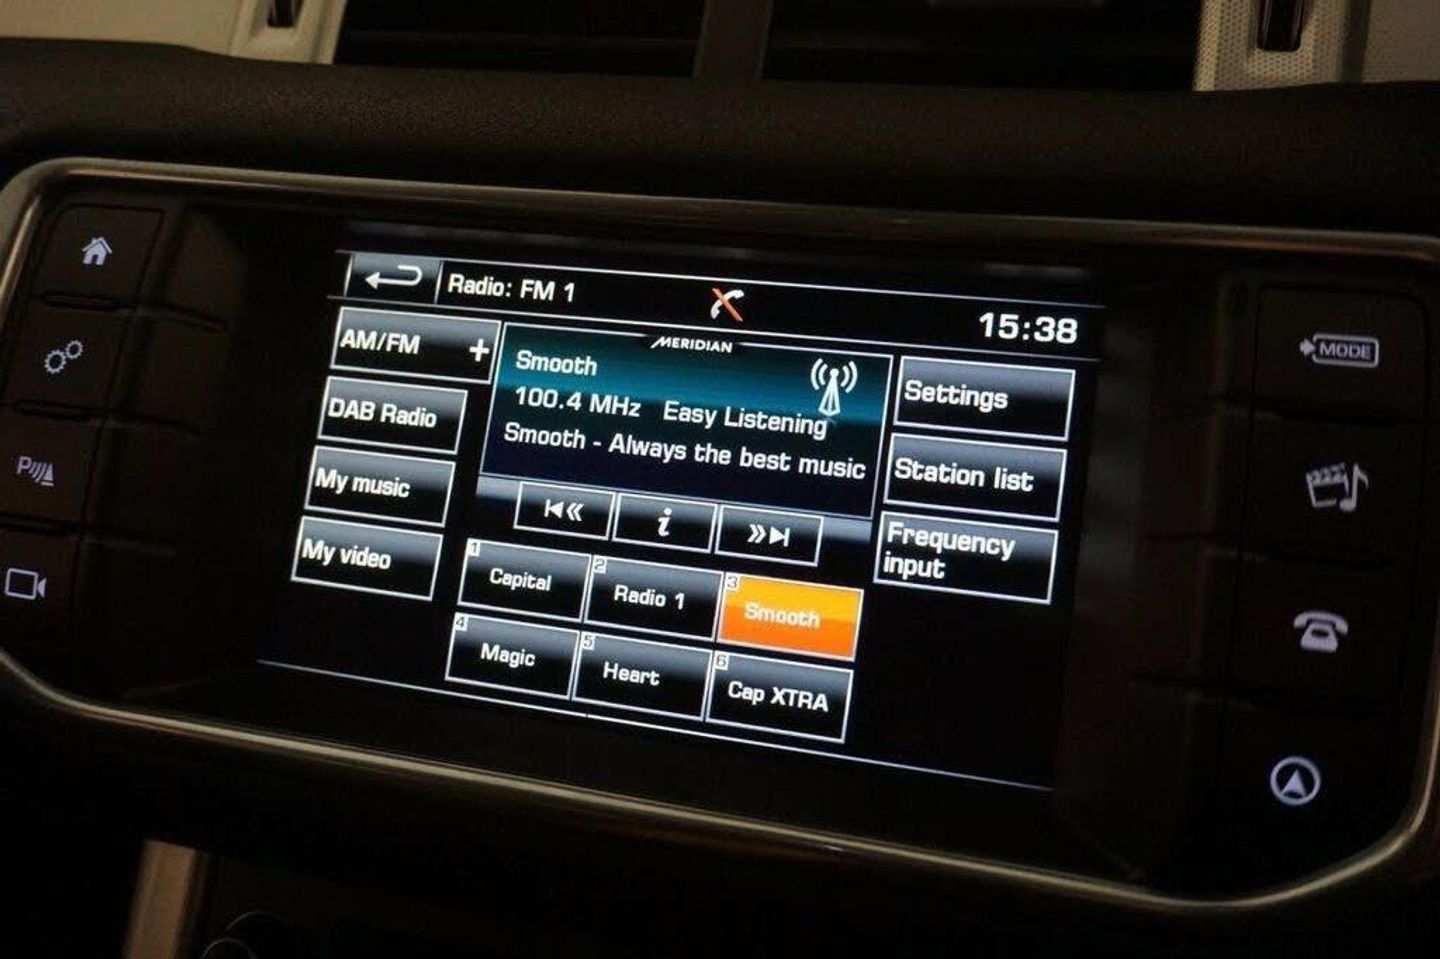 Radio: FM 1
15:38
AM/FM +
DAB Radio
My music
My video
MERIDIAN
Smooth
100.4 MHz Easy Listening
Smooth - Always the best music
i
Settings
Station list
Frequency
input
1 Capital
2 Radio 1
3 Smooth
4 Magic
5 Heart
6 Cap XTRA
P
MODE